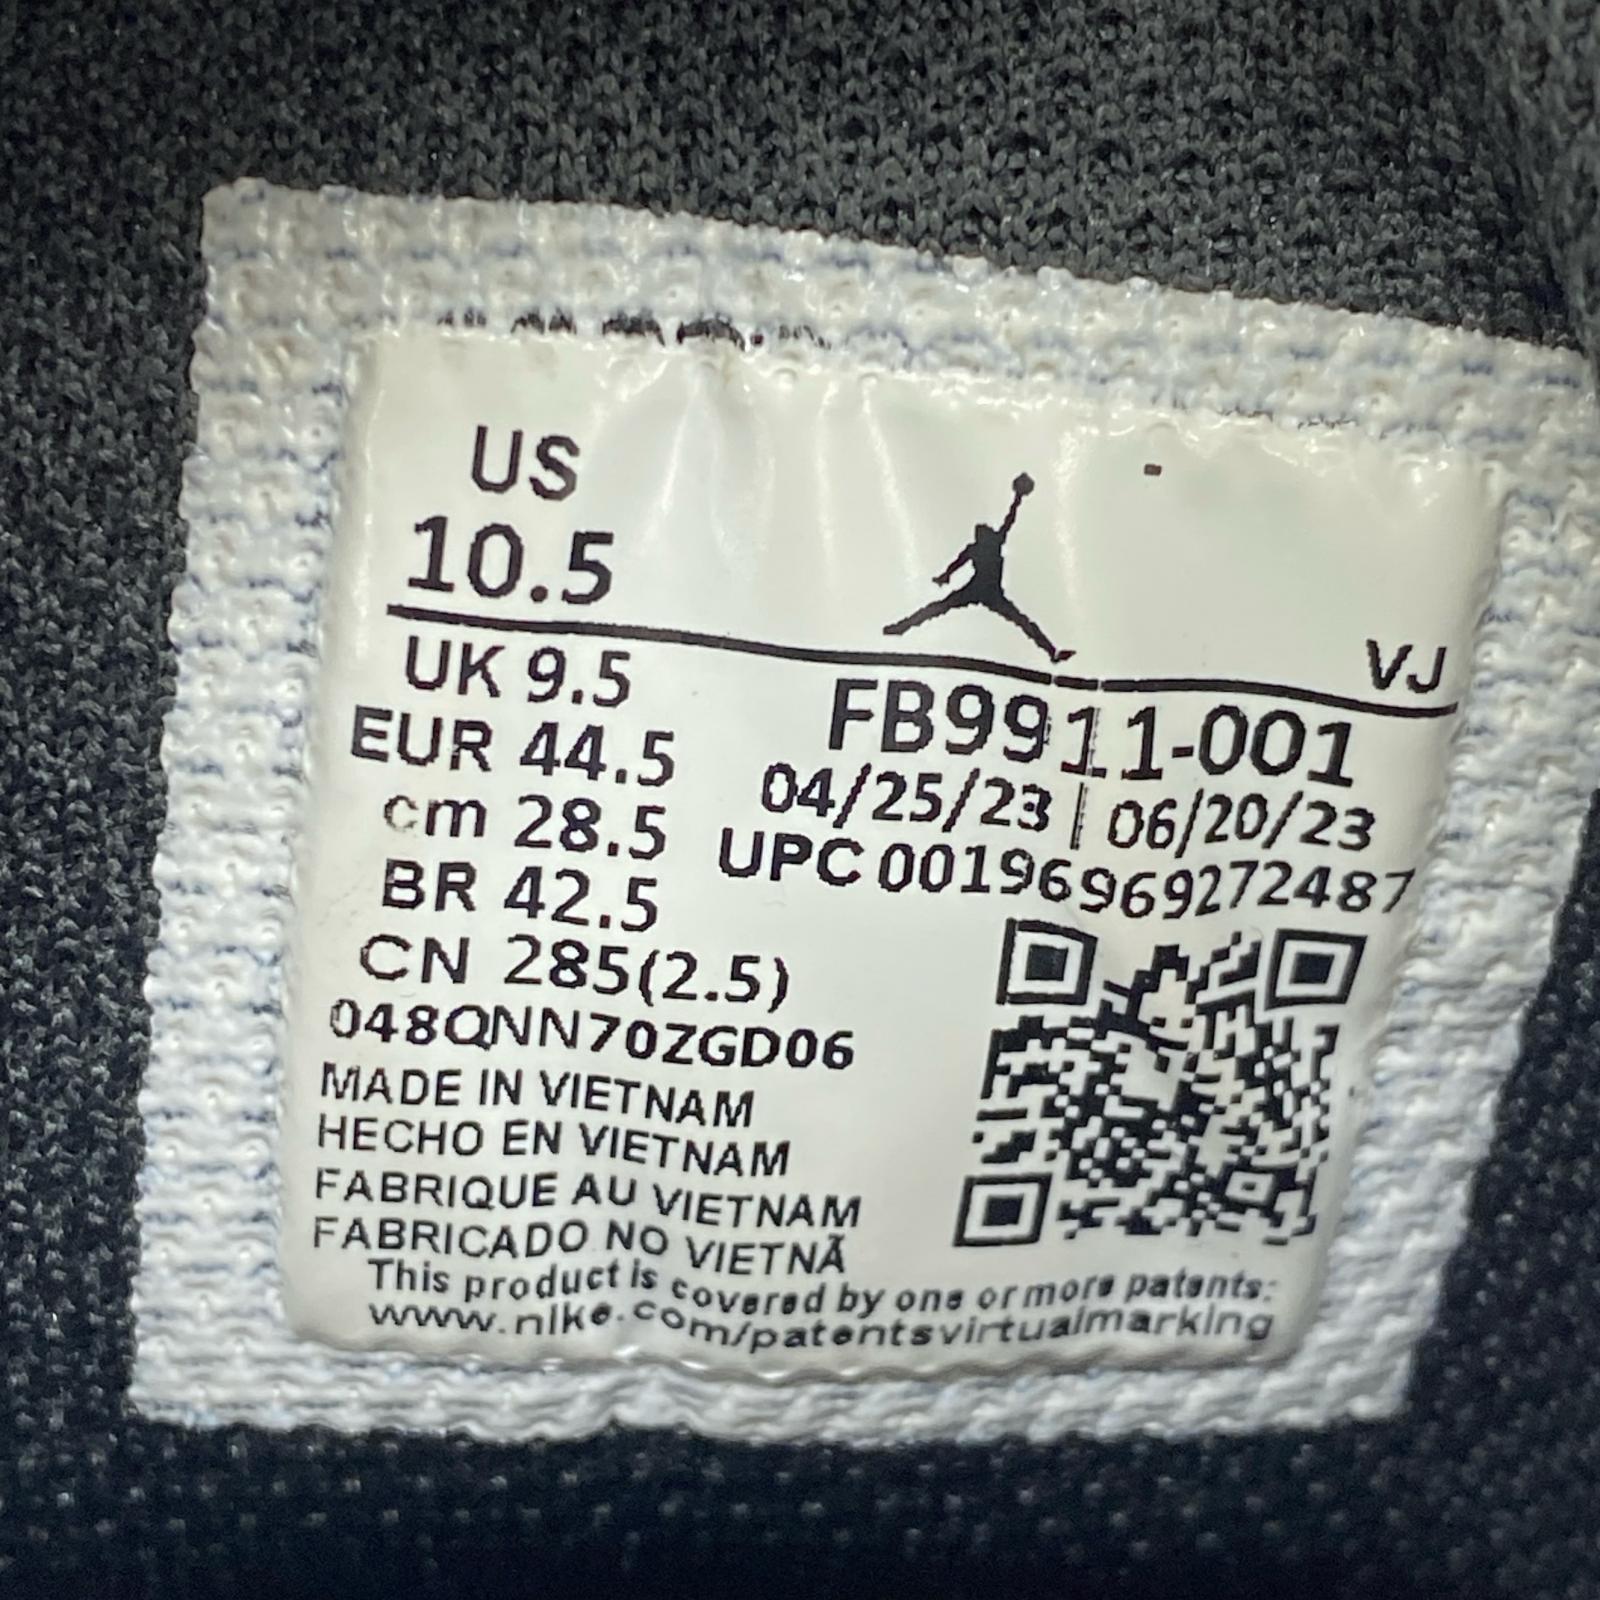 US
10.5
VJ
UK 9.5
FB9911-001
EUR 44.5
04/25/23 | 06/20/23
cm 28.5
UPC 00196969272487
BR 42.5
CN 285(2.5)
048QNN70ZGD06
MADE IN VIETNAM
HECHO EN VIETNAM
FABRIQUE AU VIETNAM
FABRICADO NO VIETNÃ
This product is covered by one or more patents:
www.nike.com/patentsvirtualmarking